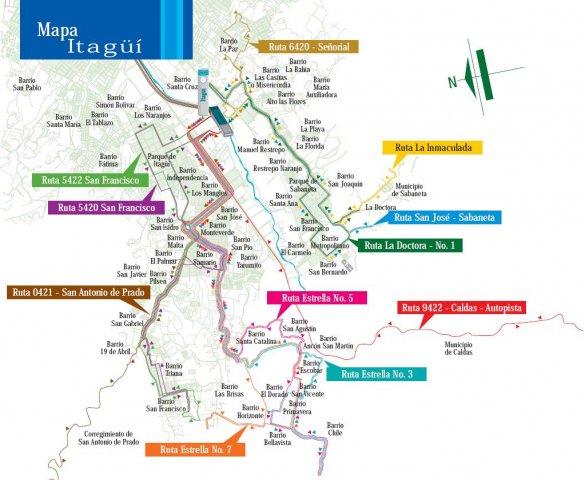 Mapa
Itagüí
Itagüí
N
Ruta 6420 - Señorial
Barrio
La Paz
Barrio
San Pablo
Barrio
Santa Cruz
Barrio
Las Casitas
o Misericordia
Barrio
La Bahia
Barrio
María
Auxiliadora
Barrio
Alto las Flores
Barrio
Simón Bolívar
Barrio
Santa María
Barrio
El Tablazo
Barrio
Los Naranjos
Barrio
La Playa
Barrio
La Florida
Barrio
Manuel Restrepo
Ruta La Inmaculada
Barrio
Fátima
Parque de
Itagüí
Barrio
Independencia
Barrio
Restrepo Naranjo
Barrio
San Joaquin
Parque de
Sabaneta
Municipio
de Sabaneta
Ruta 5422 San Francisco
Barrio
Los Mangles
Barrio
Santa Ana
La Doctora
Ruta 5420 San Francisco
Barrio
San José
Barrio
San Francisco
Ruta San José - Sabaneta
Barrio
San Isidro
Barrio
Monteverde
Barrio
Metropolitano
Ruta La Doctora - No. 1
Barrio
Malta
Barrio
San Pío
Barrio
El Carmelo
Barrio
El Palmar
Barrio
Samario
Barrio
Yarumito
Barrio
San Bernardo
Barrio
San Javier
Barrio
Pilsen
Ruta 0421 - San Antonio de Prado
Ruta Estrella No. 5
Ruta 9422 - Caldas - Autopista
Barrio
San Gabriel
Barrio
San Agustin
Barrio
Santa Catalina
Ancón San Martín
Municipio
de Caldas
Barrio
19 de Abril
Barrio
Escobar
Ruta Estrella No. 3
Barrio
Triana
Barrio
Las Brisas
Barrio
El Dorado
Barrio
San Vicente
Barrio
San Francisco
Barrio
Horizonte
Barrio
Primavera
Corregimiento de
San Antonio de Prado
Ruta Estrella No. 7
Barrio
Bellavista
Barrio
Chile